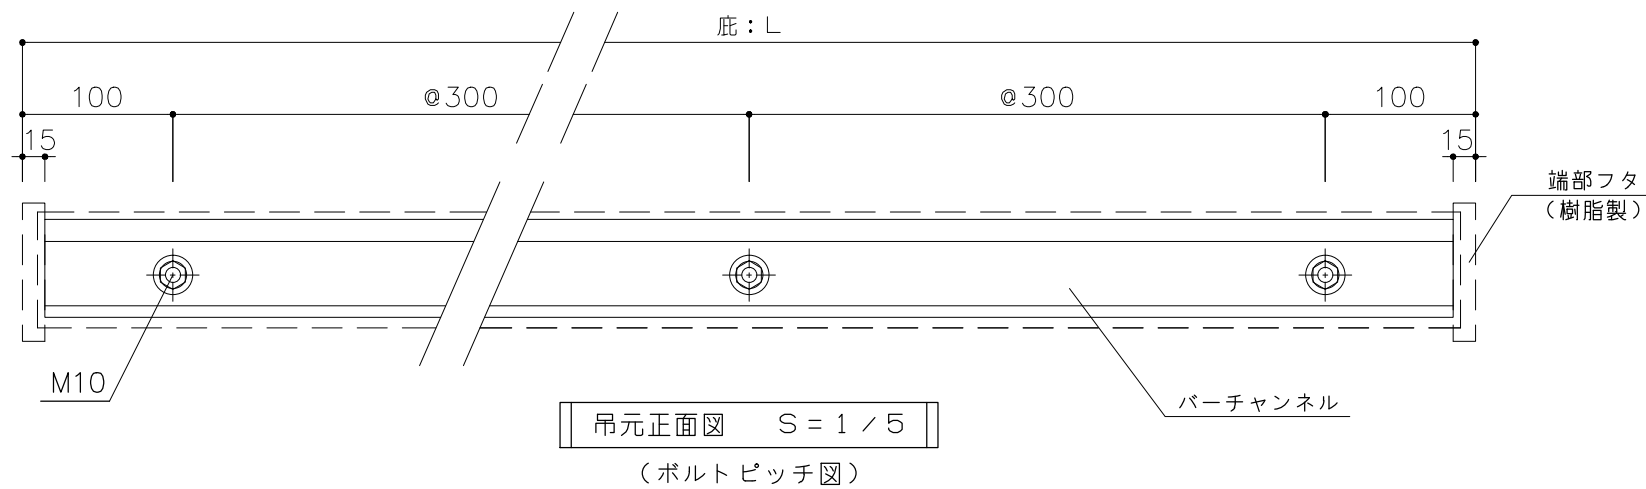 庇：L
100 @300 @300 100
15 15
端部フタ
（樹脂製）
M10
バーチャンネル
吊元正面図 S=1/5
（ボルトピッチ図）